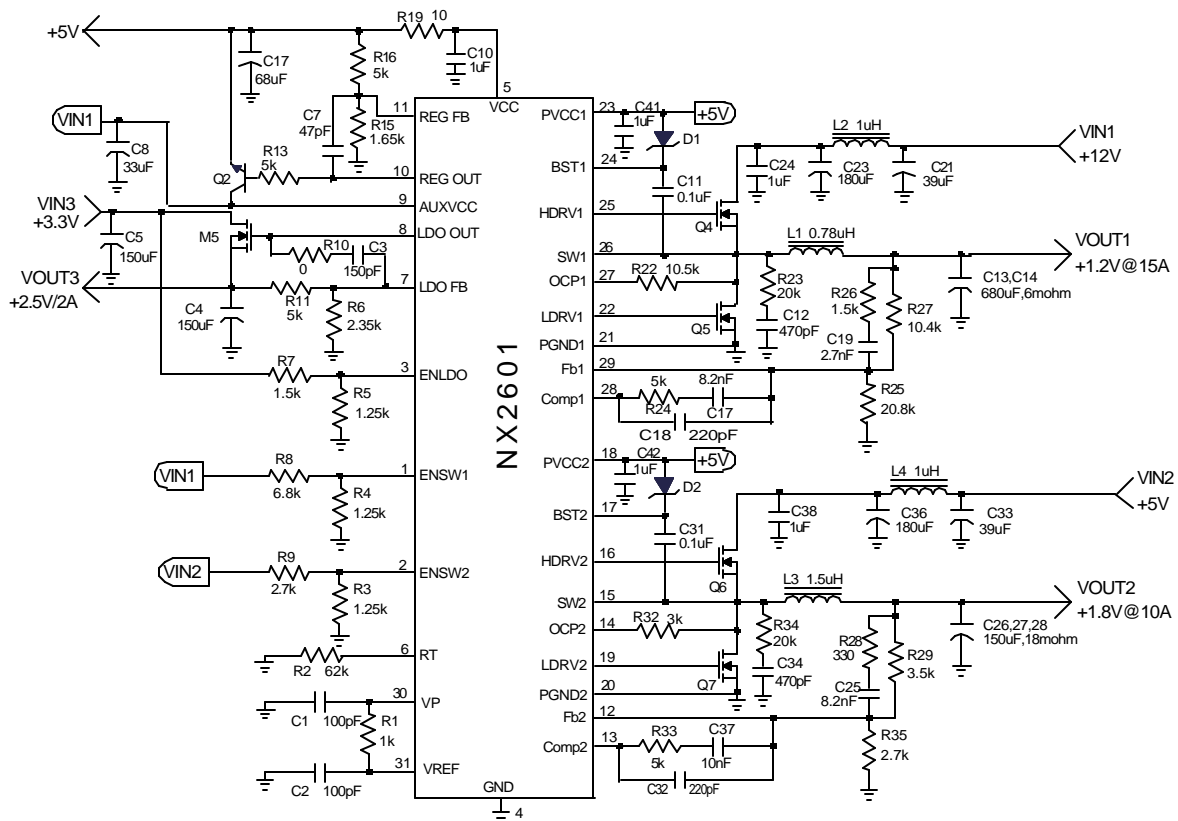 +5V
R19 10
C17
68uF
R16
5k
C10
1uF
5
VCC
VIN1
C8
33uF
C7
47pF
R15
1.65k
11
REG FB
R13
5k
Q2
10
REG OUT
9
AUXVCC
VIN3
+3.3V
C5
150uF
M5
8
LDO OUT
R10
0
C3
150pF
VOUT3
+2.5V/2A
7
LDO FB
C4
150uF
R11
5k
R6
2.35k
R7
1.5k
3
ENLDO
R5
1.25k
VIN1
R8
6.8k
1
ENSW1
R4
1.25k
VIN2
R9
2.7k
2
ENSW2
R3
1.25k
6
RT
R2 62k
30
VP
C1 100pF
R1
1k
31
VREF
C2 100pF
NX2601
GND
4
PVCC1
23
C41
1uF
+5V
D1
24
BST1
C11
0.1uF
C24
1uF
C23
180uF
L2 1uH
C21
39uF
VIN1
+12V
25
HDRV1
Q4
26
SW1
L1 0.78uH
VOUT1
+1.2V@15A
27
OCP1
R22 10.5k
R23
20k
C12
470pF
R26
1.5k
R27
10.4k
C13,C14
680uF,6mohm
22
LDRV1
Q5
21
PGND1
C19
2.7nF
29
Fb1
28
Comp1
5k
R24
8.2nF
C17
C18 220pF
R25
20.8k
18
PVCC2
C42
1uF
+5V
D2
17
BST2
C31
0.1uF
C38
1uF
C36
180uF
L4 1uH
C33
39uF
VIN2
+5V
16
HDRV2
Q6
15
SW2
L3 1.5uH
VOUT2
+1.8V@10A
14
OCP2
R32 3k
R34
20k
C34
470pF
R28
330
R29
3.5k
C26,27,28
150uF,18mohm
19
LDRV2
Q7
20
PGND2
C25
8.2nF
12
Fb2
13
Comp2
R33
5k
C37
10nF
C32 220pF
R35
2.7k